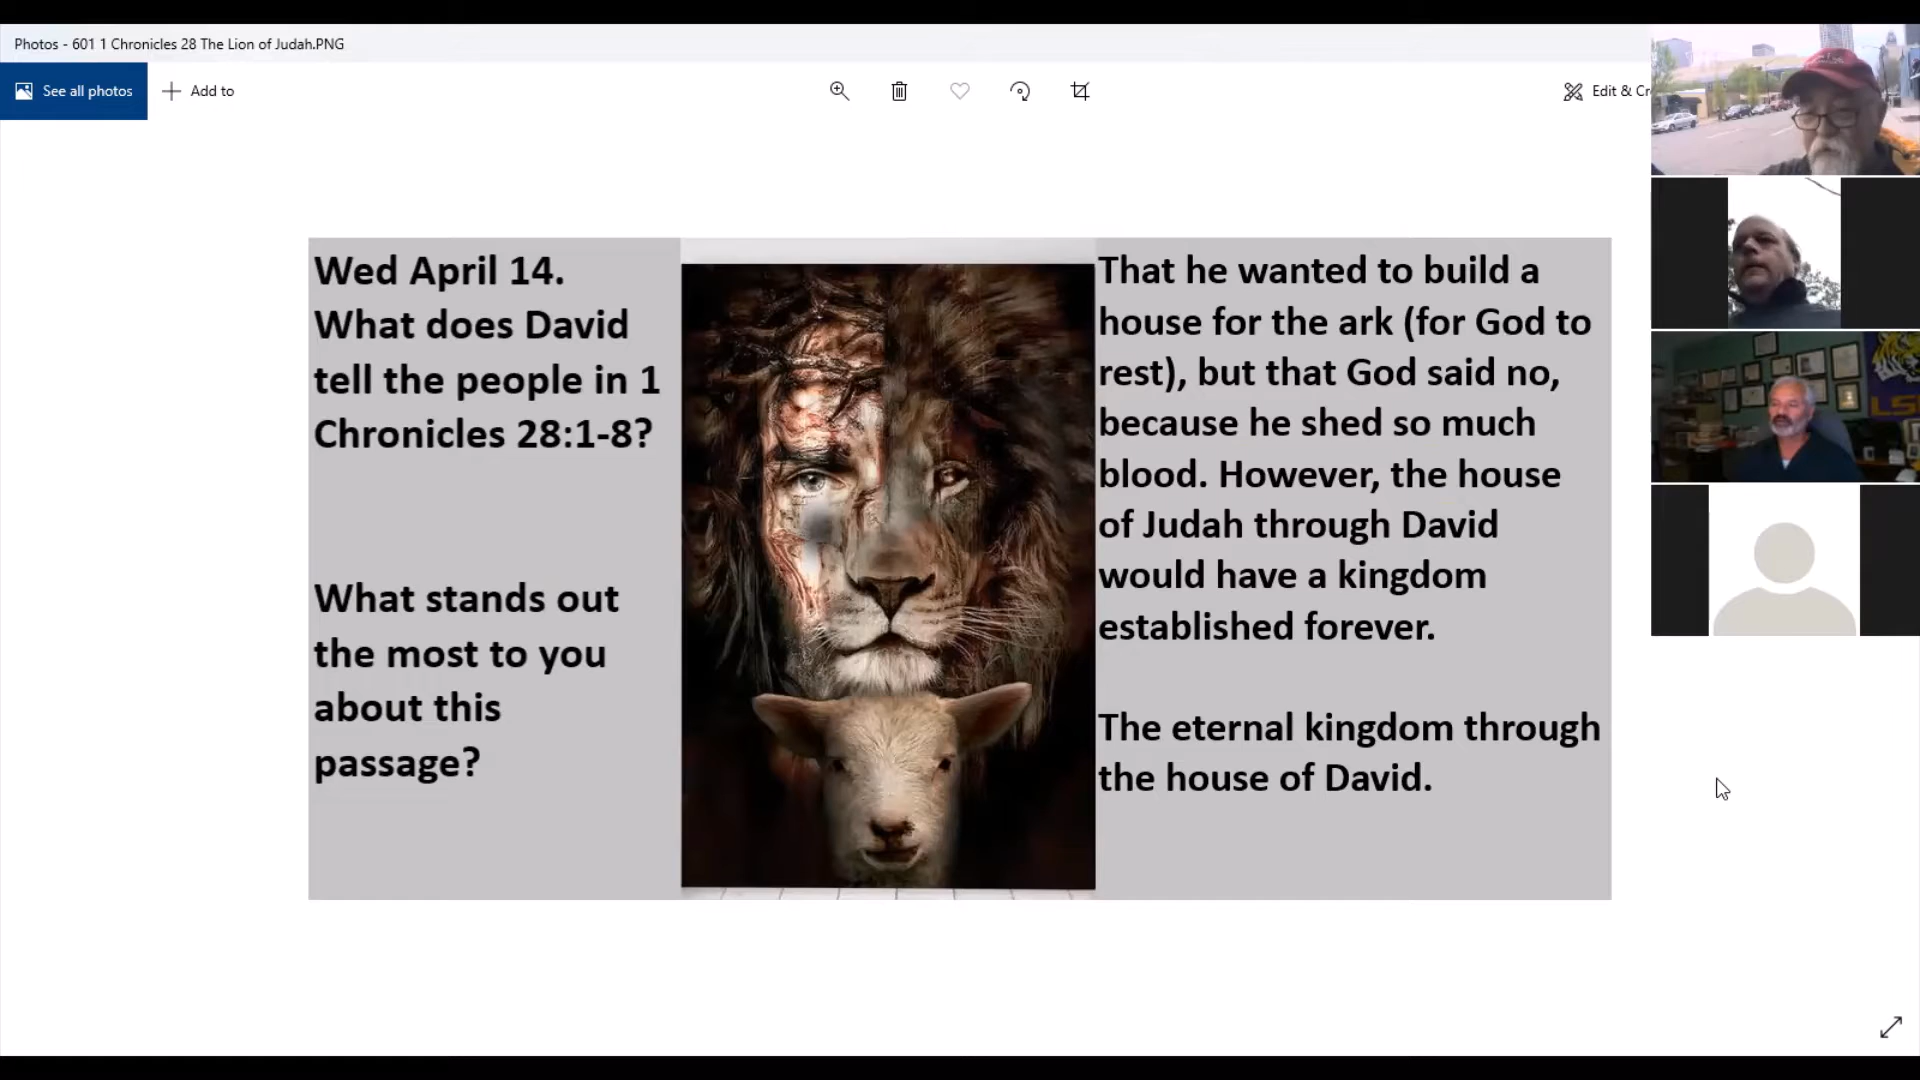 Photos - 601 1 Chronicles 28 The Lion of Judah.PNG
See all photos
Add to
Edit & Cr
Wed April 14.
What does David
tell the people in 1
Chronicles 28:1-8?
What stands out
the most to you
about this
passage?
That he wanted to build a
house for the ark (for God to
rest), but that God said no,
because he shed so much
blood. However, the house
of Judah through David
would have a kingdom
established forever.
The eternal kingdom through
the house of David.
LS